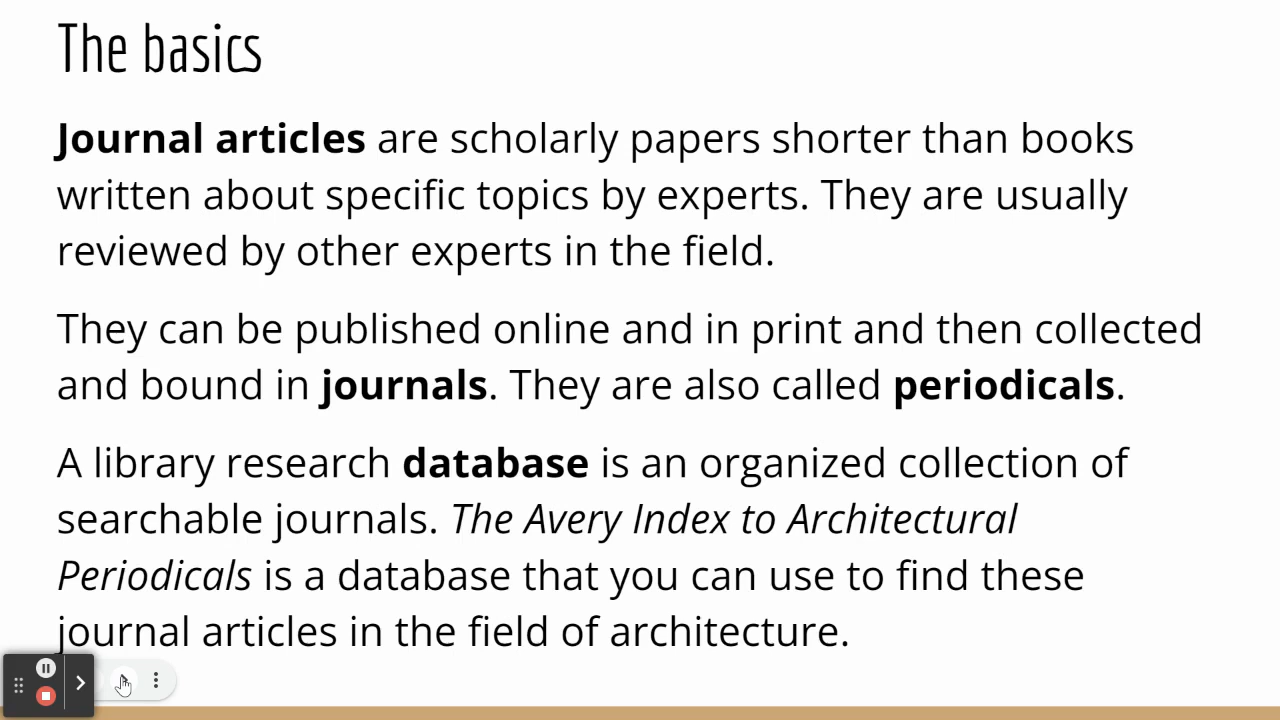 The basics
Journal articles are scholarly papers shorter than books
written about specific topics by experts. They are usually
reviewed by other experts in the field.
They can be published online and in print and then collected
and bound in journals. They are also called periodicals.
A library research database is an organized collection of
searchable journals. The Avery Index to Architectural
Periodicals is a database that you can use to find these
journal articles in the field of architecture.